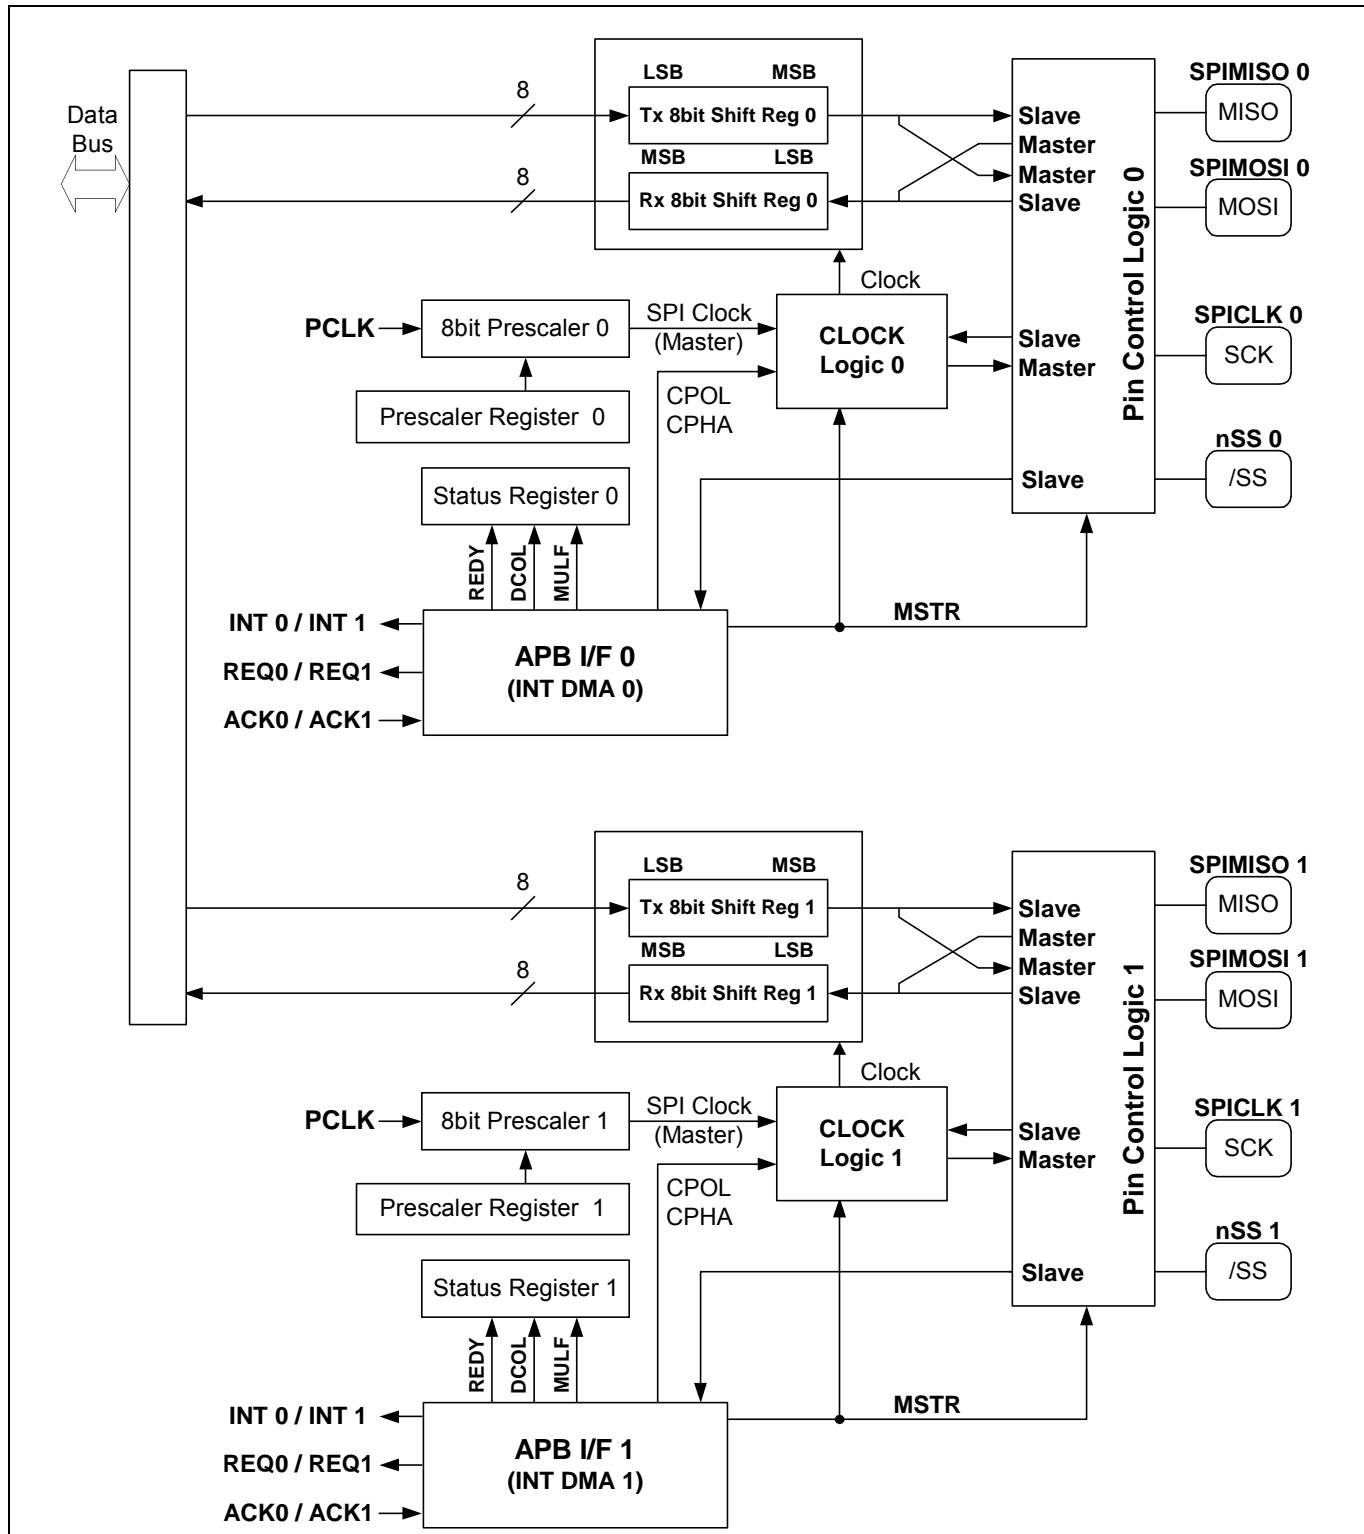 LSB MSB
SPIMISO 0
8
Tx 8bit Shift Reg 0
MISO
Data
Bus
Slave
Master
Master
Slave
MSB LSB
8
Rx 8bit Shift Reg 0
SPIMOSI 0
MOSI
Pin Control Logic 0
Clock
PCLK
8bit Prescaler 0
SPI Clock
(Master)
CLOCK
Logic 0
Slave
Master
SPICLK 0
SCK
Prescaler Register 0
CPOL
CPHA
nSS 0
/SS
Status Register 0
Slave
REDY
DCOL
MULF
INT 0 / INT 1
REQ0 / REQ1
ACK0 / ACK1
APB I/F 0
(INT DMA 0)
MSTR
LSB MSB
SPIMISO 1
8
Tx 8bit Shift Reg 1
MISO
Slave
Master
Master
Slave
MSB LSB
8
Rx 8bit Shift Reg 1
SPIMOSI 1
MOSI
Pin Control Logic 1
Clock
PCLK
8bit Prescaler 1
SPI Clock
(Master)
CLOCK
Logic 1
Slave
Master
SPICLK 1
SCK
Prescaler Register 1
CPOL
CPHA
nSS 1
/SS
Status Register 1
Slave
REDY
DCOL
MULF
INT 0 / INT 1
REQ0 / REQ1
ACK0 / ACK1
APB I/F 1
(INT DMA 1)
MSTR